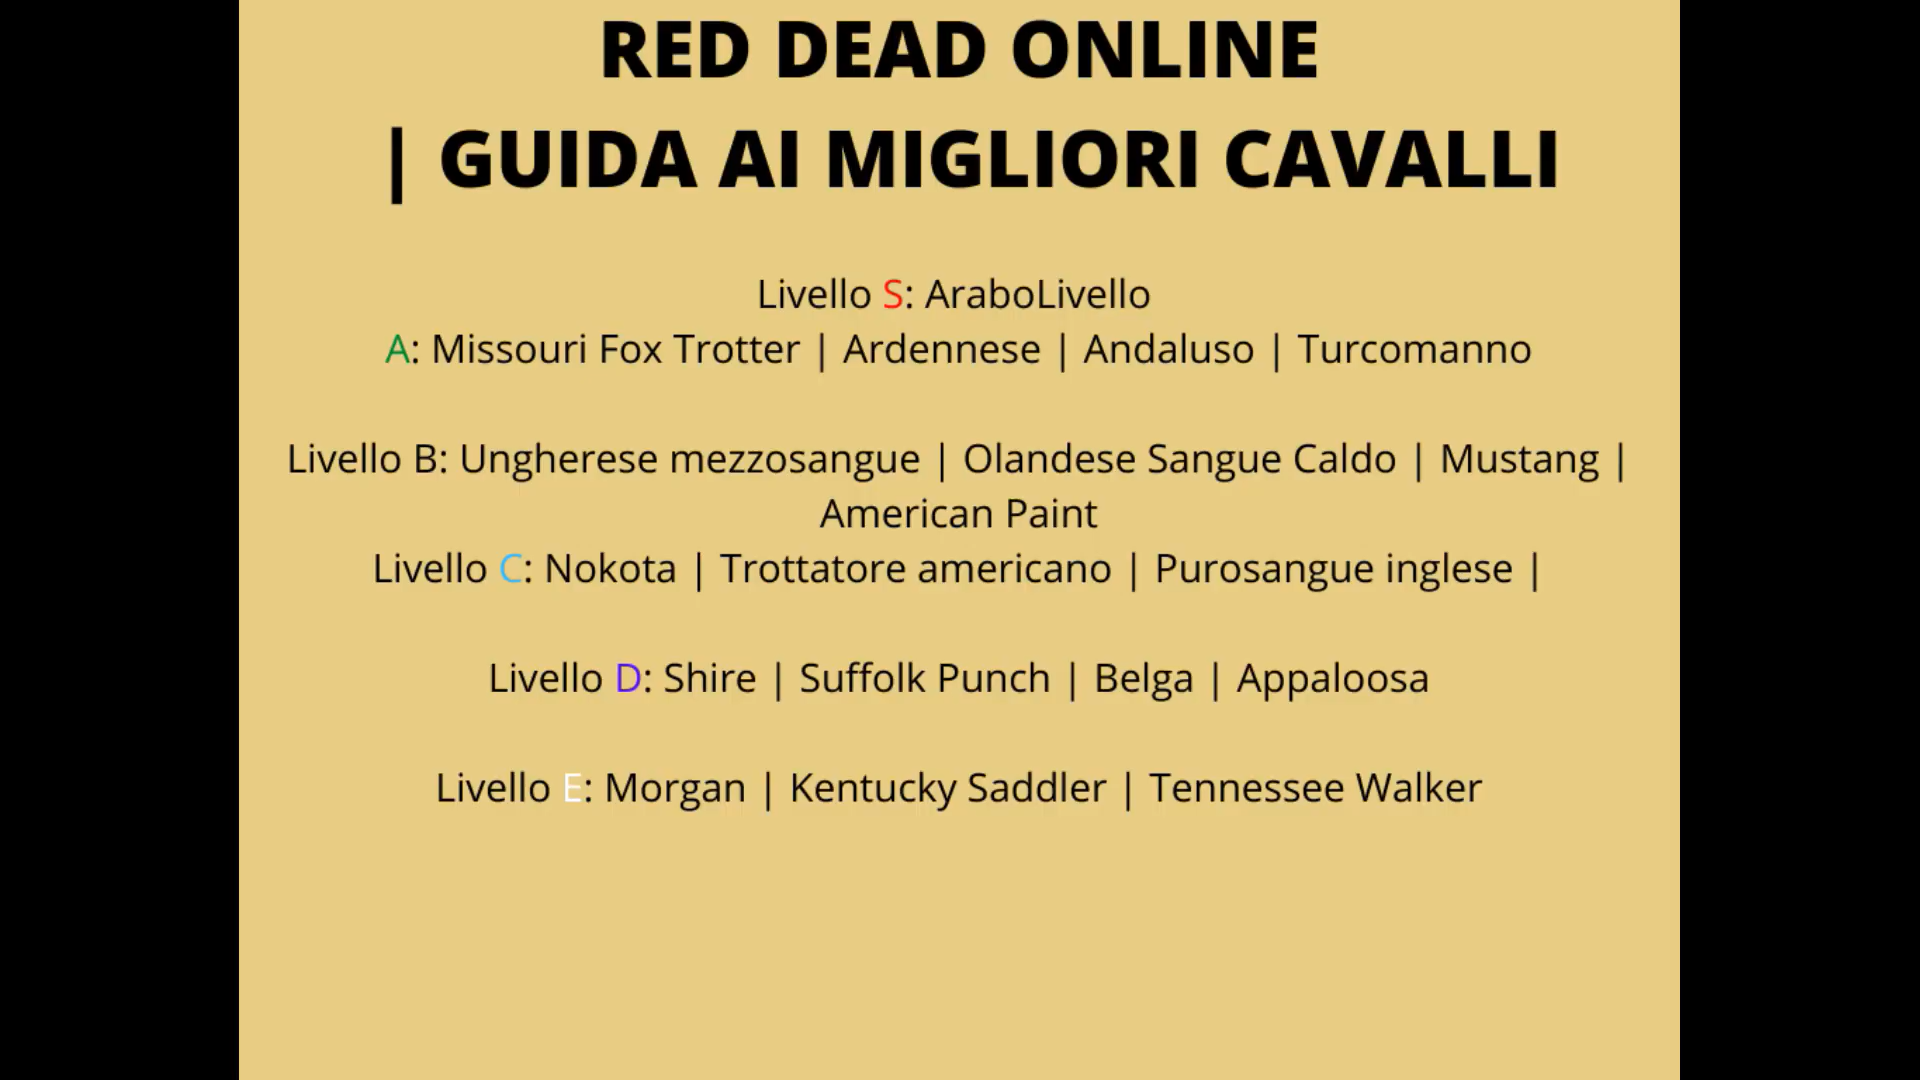 RED DEAD ONLINE
| GUIDA AI MIGLIORI CAVALLI
Livello S: AraboLivello
A: Missouri Fox Trotter | Ardennese | Andaluso | Turcomanno
Livello B: Ungherese mezzosangue | Olandese Sangue Caldo | Mustang |
American Paint
Livello C: Nokota | Trottatore americano | Purosangue inglese |
Livello D: Shire | Suffolk Punch | Belga | Appaloosa
Livello E: Morgan | Kentucky Saddler | Tennessee Walker